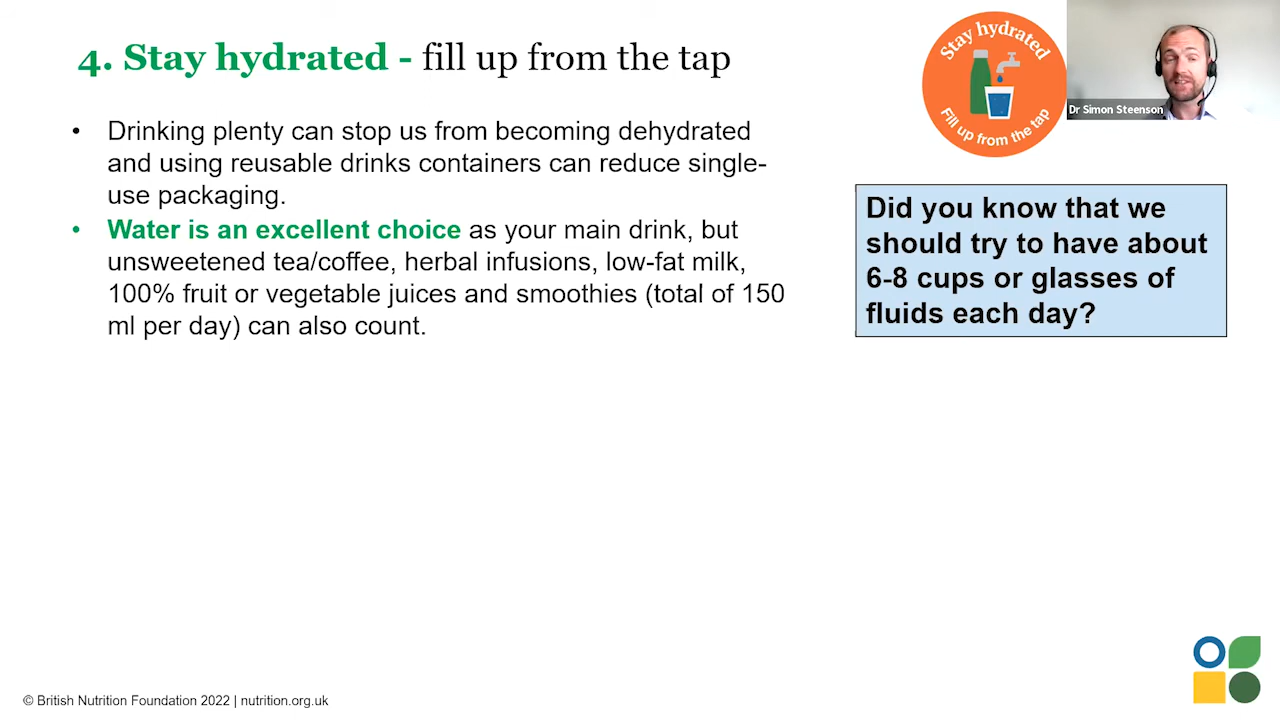 4. Stay hydrated - fill up from the tap
Stay hydrated
Fill up from the tap
Dr Simon Steenson
• Drinking plenty can stop us from becoming dehydrated
and using reusable drinks containers can reduce single-
use packaging.
• Water is an excellent choice as your main drink, but
unsweetened tea/coffee, herbal infusions, low-fat milk,
100% fruit or vegetable juices and smoothies (total of 150
ml per day) can also count.
Did you know that we
should try to have about
6-8 cups or glasses of
fluids each day?
© British Nutrition Foundation 2022 | nutrition.org.uk